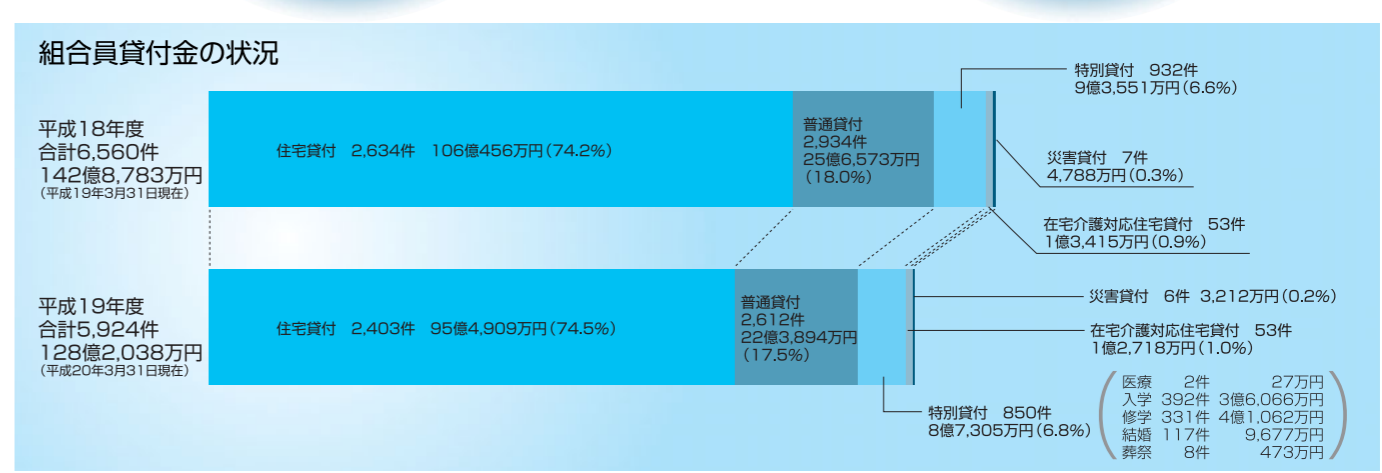 組合員貸付金の状況
平成18年度
合計6,560件
142億8,783万円
(平成19年3月31日現在)
住宅貸付 2,634件 106億456万円(74.2%)
普通貸付
2,934件
25億6,573万円
(18.0%)
特別貸付 932件
9億3,551万円(6.6%)
災害貸付 7件
4,788万円(0.3%)
在宅介護対応住宅貸付 53件
1億3,415万円(0.9%)
平成19年度
合計5,924件
128億2,038万円
(平成20年3月31日現在)
住宅貸付 2,403件 95億4,909万円(74.5%)
普通貸付
2,612件
22億3,894万円
(17.5%)
災害貸付 6件 3,212万円(0.2%)
在宅介護対応住宅貸付 53件
1億2,718万円(1.0%)
特別貸付 850件
8億7,305万円(6.8%)
医療 2件 27万円
入学 392件 3億6,066万円
修学 331件 4億1,062万円
結婚 117件 9,677万円
葬祭 8件 473万円